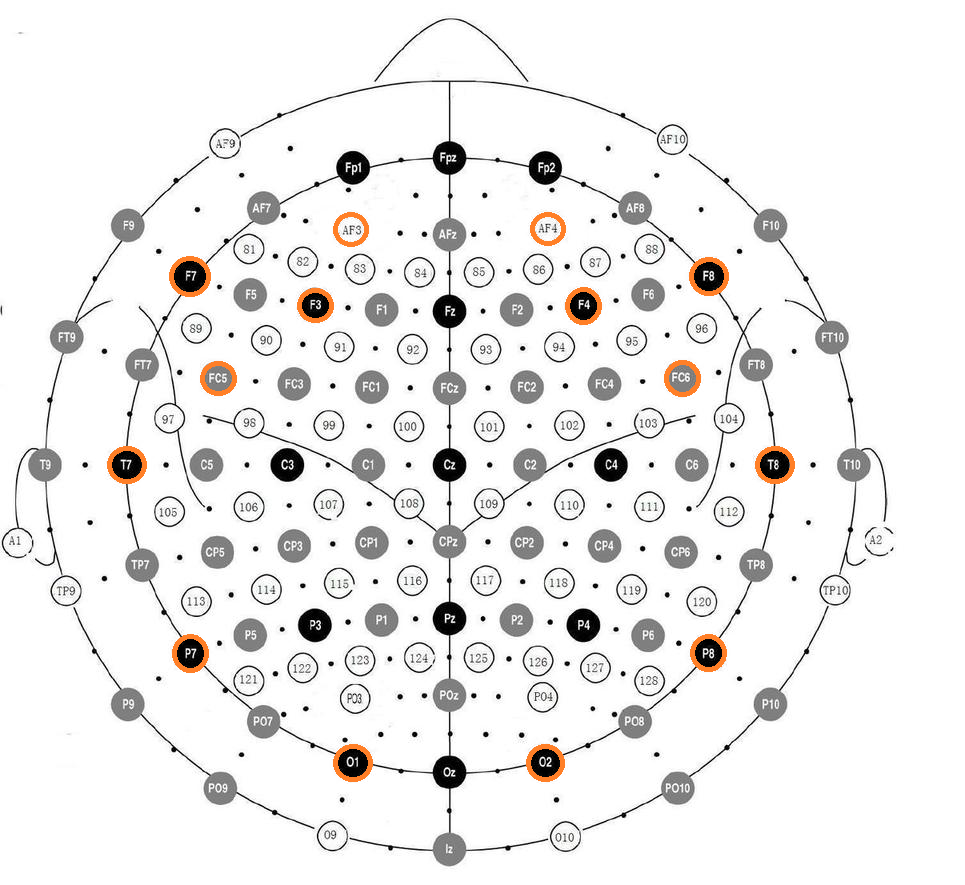 AF9 AF10
Fp1 Fpz Fp2
AF7 AF8
F9 AF3 AFz AF4 F10
81 82 83 84 85 86 87 88
F7 F8
F5 F3 F1 Fz F2 F4 F6
89 90 91 92 93 94 95 96
FT9 FT10
FT7 FT8
FC5 FC3 FC1 FCz FC2 FC4 FC6
97 98 99 100 101 102 103 104
T9 T7 C5 C3 C1 Cz C2 C4 C6 T8 T10
105 106 107 108 109 110 111 112
A1 A2
CP5 CP3 CP1 CPz CP2 CP4 CP6
TP7 TP8
TP9 TP10
113 114 115 116 117 118 119 120
P5 P3 P1 Pz P2 P4 P6
P7 P8
121 122 123 124 125 126 127 128
P9 PO3 POz PO4 P10
PO7 PO8
O1 Oz O2
PO9 PO10
O9 Iz O10